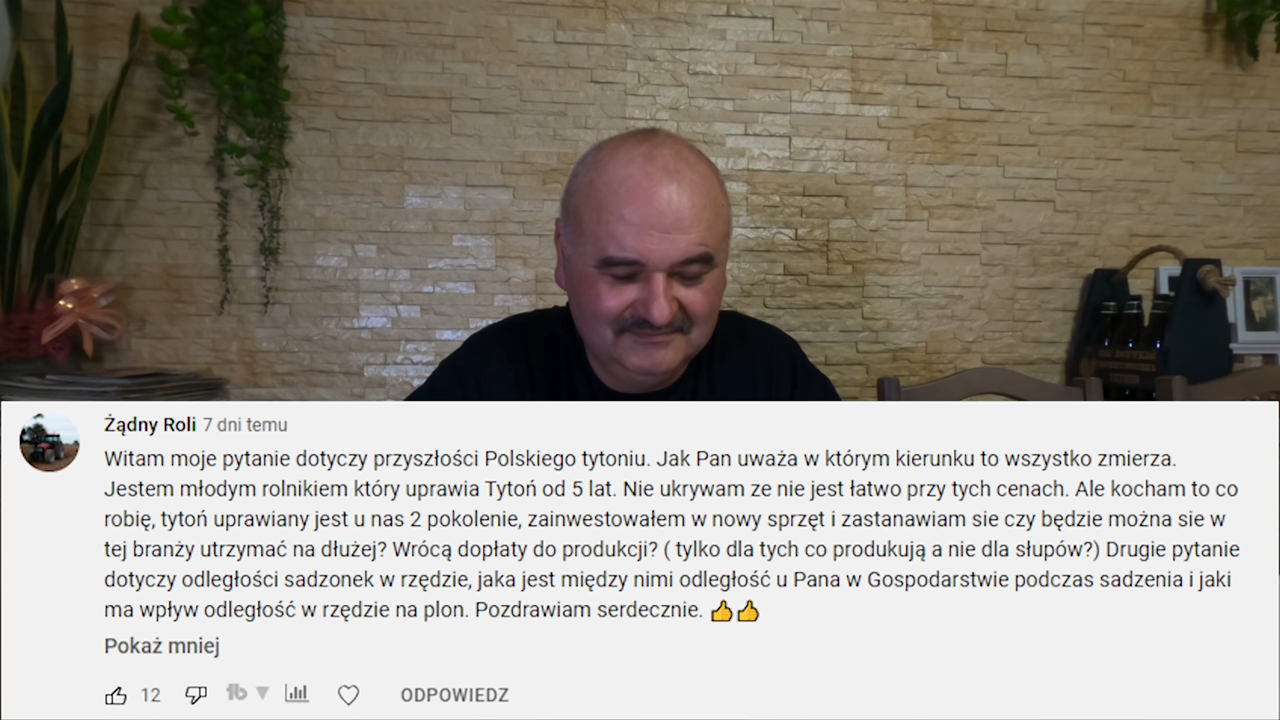 Żądny Roli 7 dni temu
Witam moje pytanie dotyczy przyszłości Polskiego tytoniu. Jak Pan uważa w którym kierunku to wszystko zmierza.
Jestem młodym rolnikiem który uprawia Tytoń od 5 lat. Nie ukrywam ze nie jest łatwo przy tych cenach. Ale kocham to co
robię, tytoń uprawiany jest u nas 2 pokolenie, zainwestowałem w nowy sprzęt i zastanawiam sie czy będzie można sie w
tej branży utrzymać na dłużej? Wrócą dopłaty do produkcji? ( tylko dla tych co produkują a nie dla słupów?) Drugie pytanie
dotyczy odległości sadzonek w rzędzie, jaka jest między nimi odległość u Pana w Gospodarstwie podczas sadzenia i jaki
ma wpływ odległość w rzędzie na plon. Pozdrawiam serdecznie. 👍👍
Pokaż mniej
12 ODPOWIEDZ